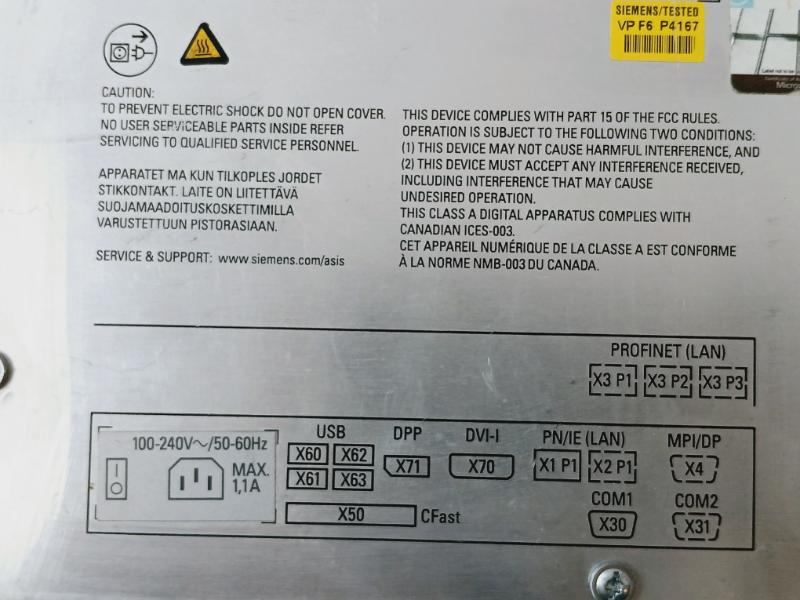 SIEMENS/TESTED
VP F6 P4167
Label not to be
Certificate of
Micros
CAUTION:
TO PREVENT ELECTRIC SHOCK DO NOT OPEN COVER.
NO USER SERVICEABLE PARTS INSIDE REFER
SERVICING TO QUALIFIED SERVICE PERSONNEL.
APPARATET MA KUN TILKOPLES JORDET
STIKKONTAKT. LAITE ON LIITETTÄVÄ
SUOJAMAADOITUSKOSKETTIMILLA
VARUSTETTUUN PISTORASIAAN.
SERVICE & SUPPORT: www.siemens.com/asis
THIS DEVICE COMPLIES WITH PART 15 OF THE FCC RULES.
OPERATION IS SUBJECT TO THE FOLLOWING TWO CONDITIONS:
(1) THIS DEVICE MAY NOT CAUSE HARMFUL INTERFERENCE, AND
(2) THIS DEVICE MUST ACCEPT ANY INTERFERENCE RECEIVED,
INCLUDING INTERFERENCE THAT MAY CAUSE
UNDESIRED OPERATION.
THIS CLASS A DIGITAL APPARATUS COMPLIES WITH
CANADIAN ICES-003.
CET APPAREIL NUMÉRIQUE DE LA CLASSE A EST CONFORME
À LA NORME NMB-003 DU CANADA.
PROFINET (LAN)
X3 P1 X3 P2 X3 P3
100-240V~/50-60Hz
MAX.
1,1A
USB
X60 X62
X61 X63
DPP
X71
DVI-I
X70
PN/IE (LAN)
X1 P1 X2 P1
MPI/DP
X4
X50 CFast
COM1
X30
COM2
X31